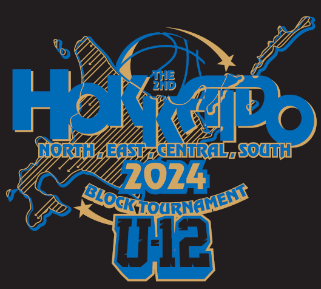 THE
2ND
HOKKAIDO
NORTH, EAST, CENTRAL, SOUTH
2024
BLOCK TOURNAMENT
U-12